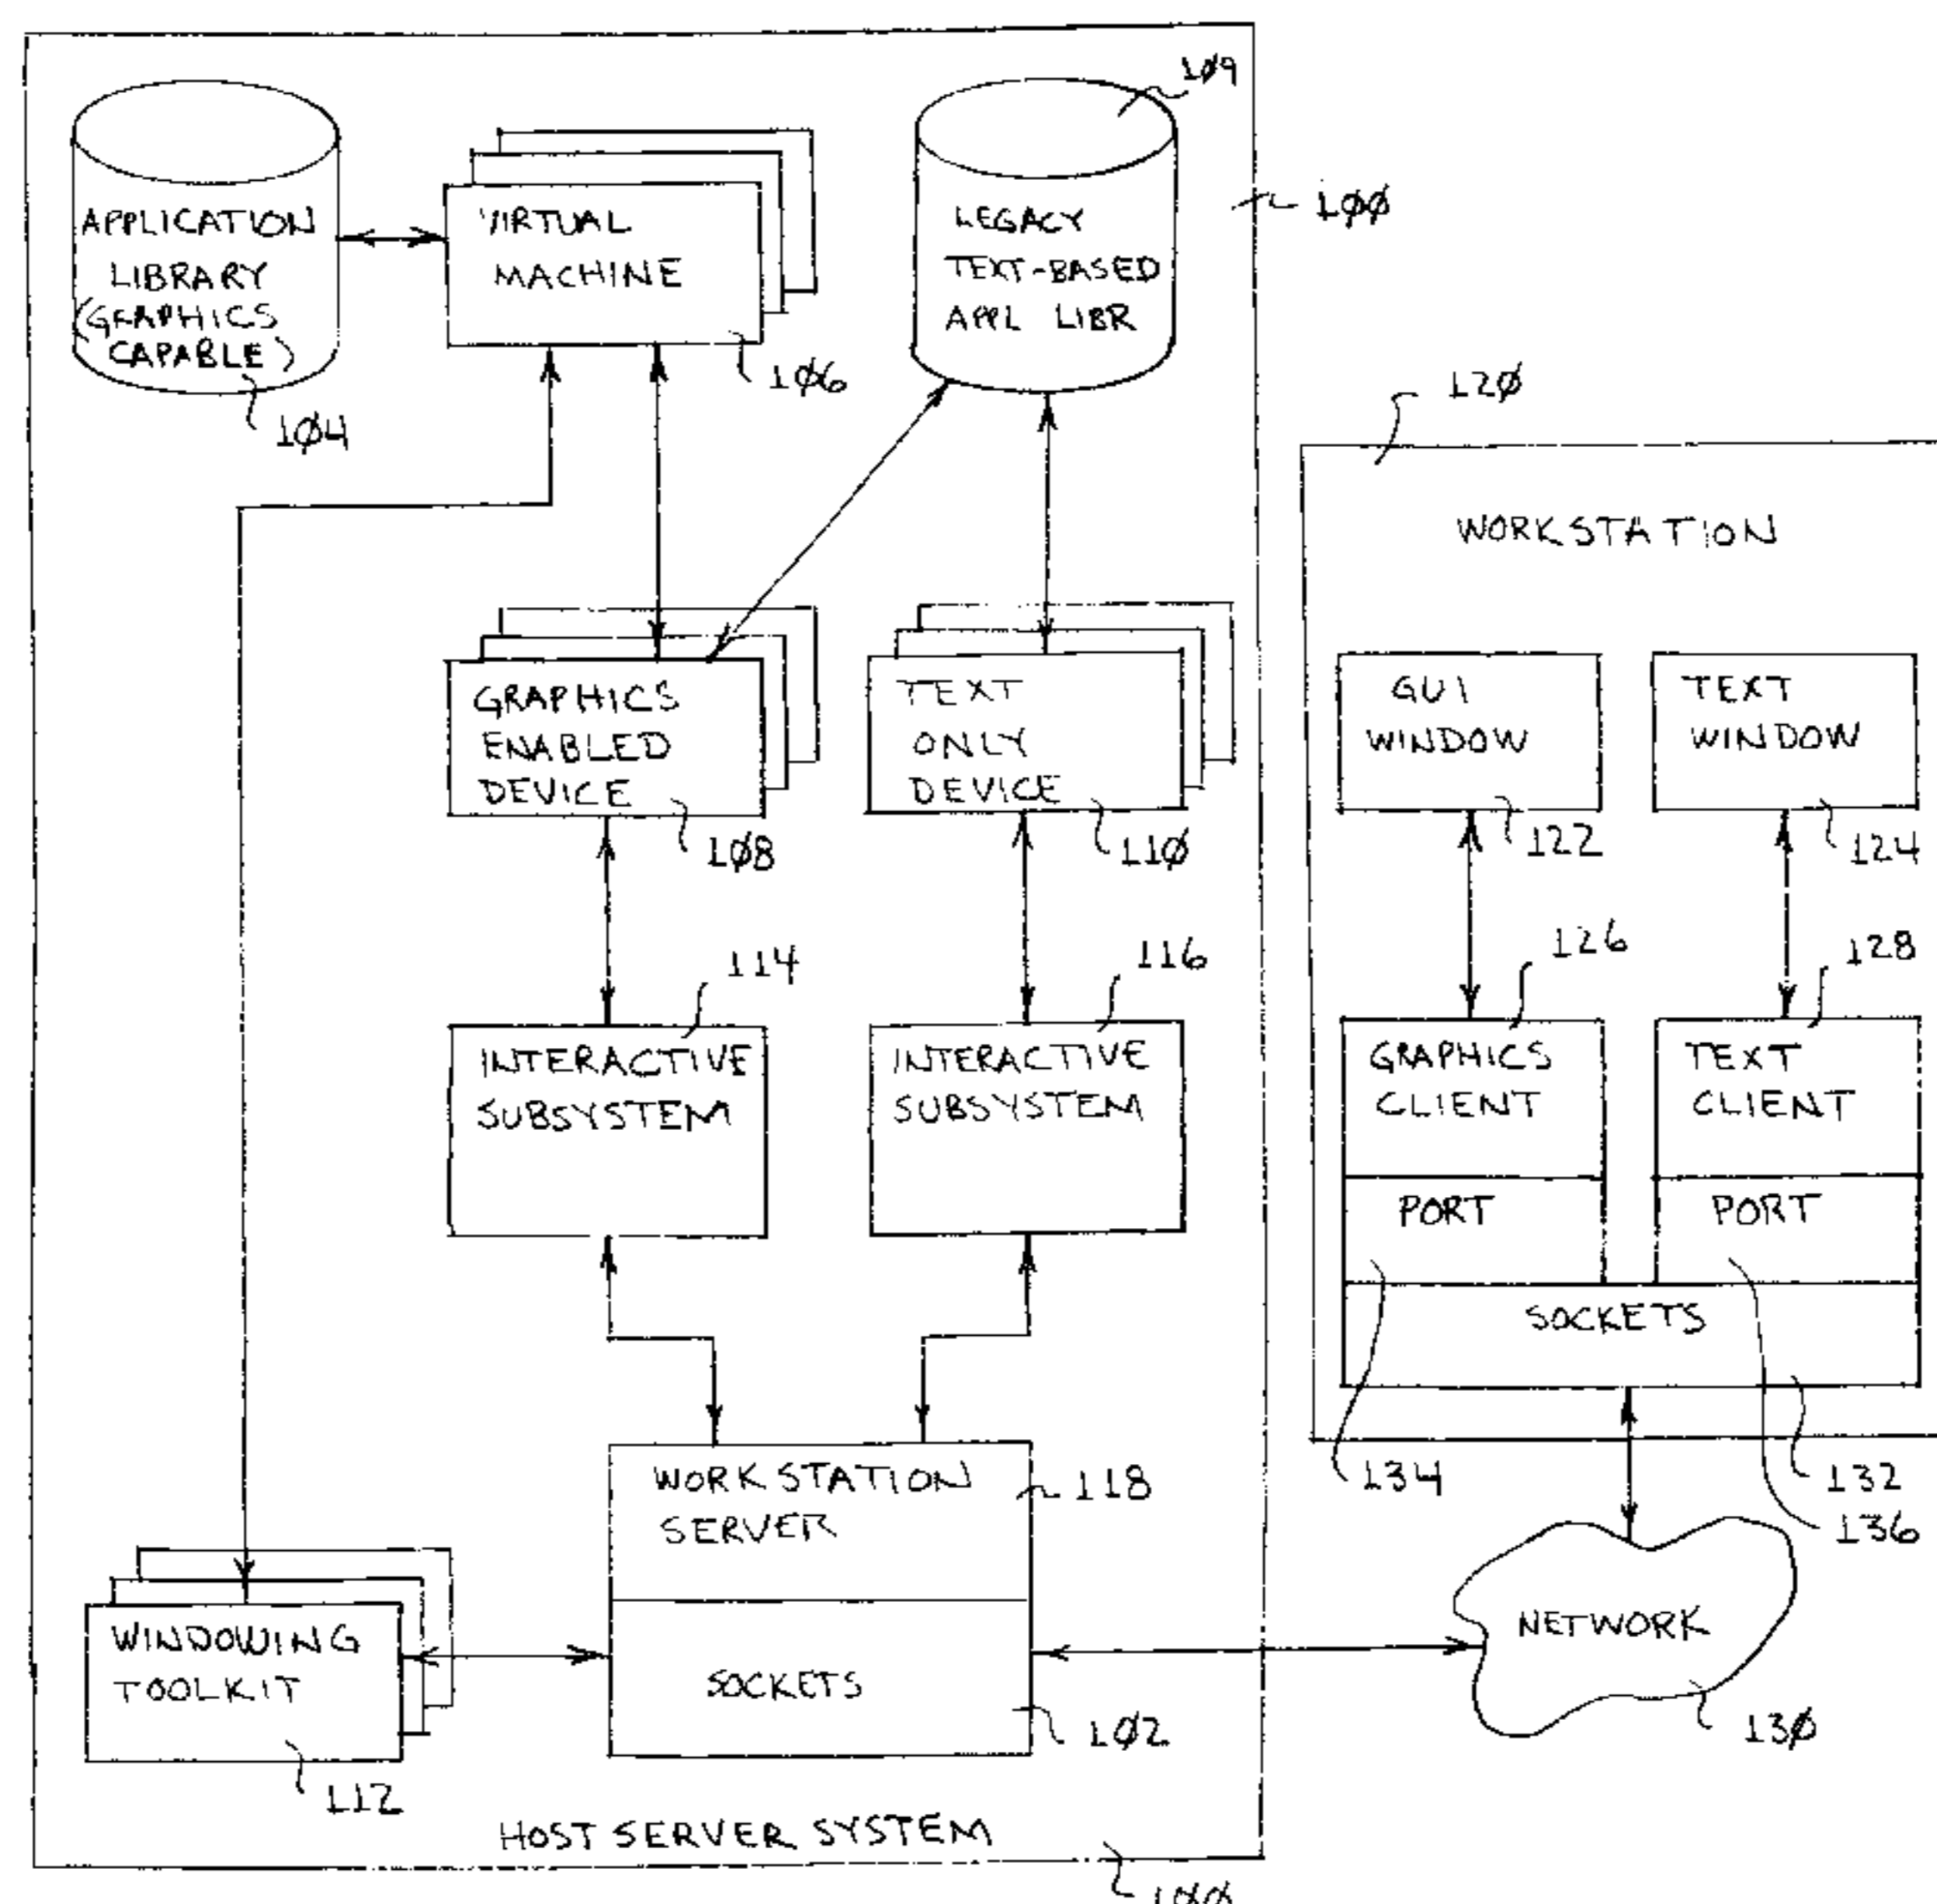 109
APPLICATION
LIBRARY
(GRAPHICS
CAPABLE)
104
VIRTUAL
MACHINE
106
LEGACY
TEXT-BASED
APPL LIBR
100
120
WORKSTATION
GRAPHICS
ENABLED
DEVICE
108
TEXT
ONLY
DEVICE
110
GUI
WINDOW
122
TEXT
WINDOW
124
114
INTERACTIVE
SUBSYSTEM
116
INTERACTIVE
SUBSYSTEM
126
GRAPHICS
CLIENT
PORT
128
TEXT
CLIENT
PORT
SOCKETS
134
132
136
WORKSTATION
SERVER
118
SOCKETS
102
WINDOWING
TOOLKIT
112
NETWORK
130
HOST SERVER SYSTEM
100